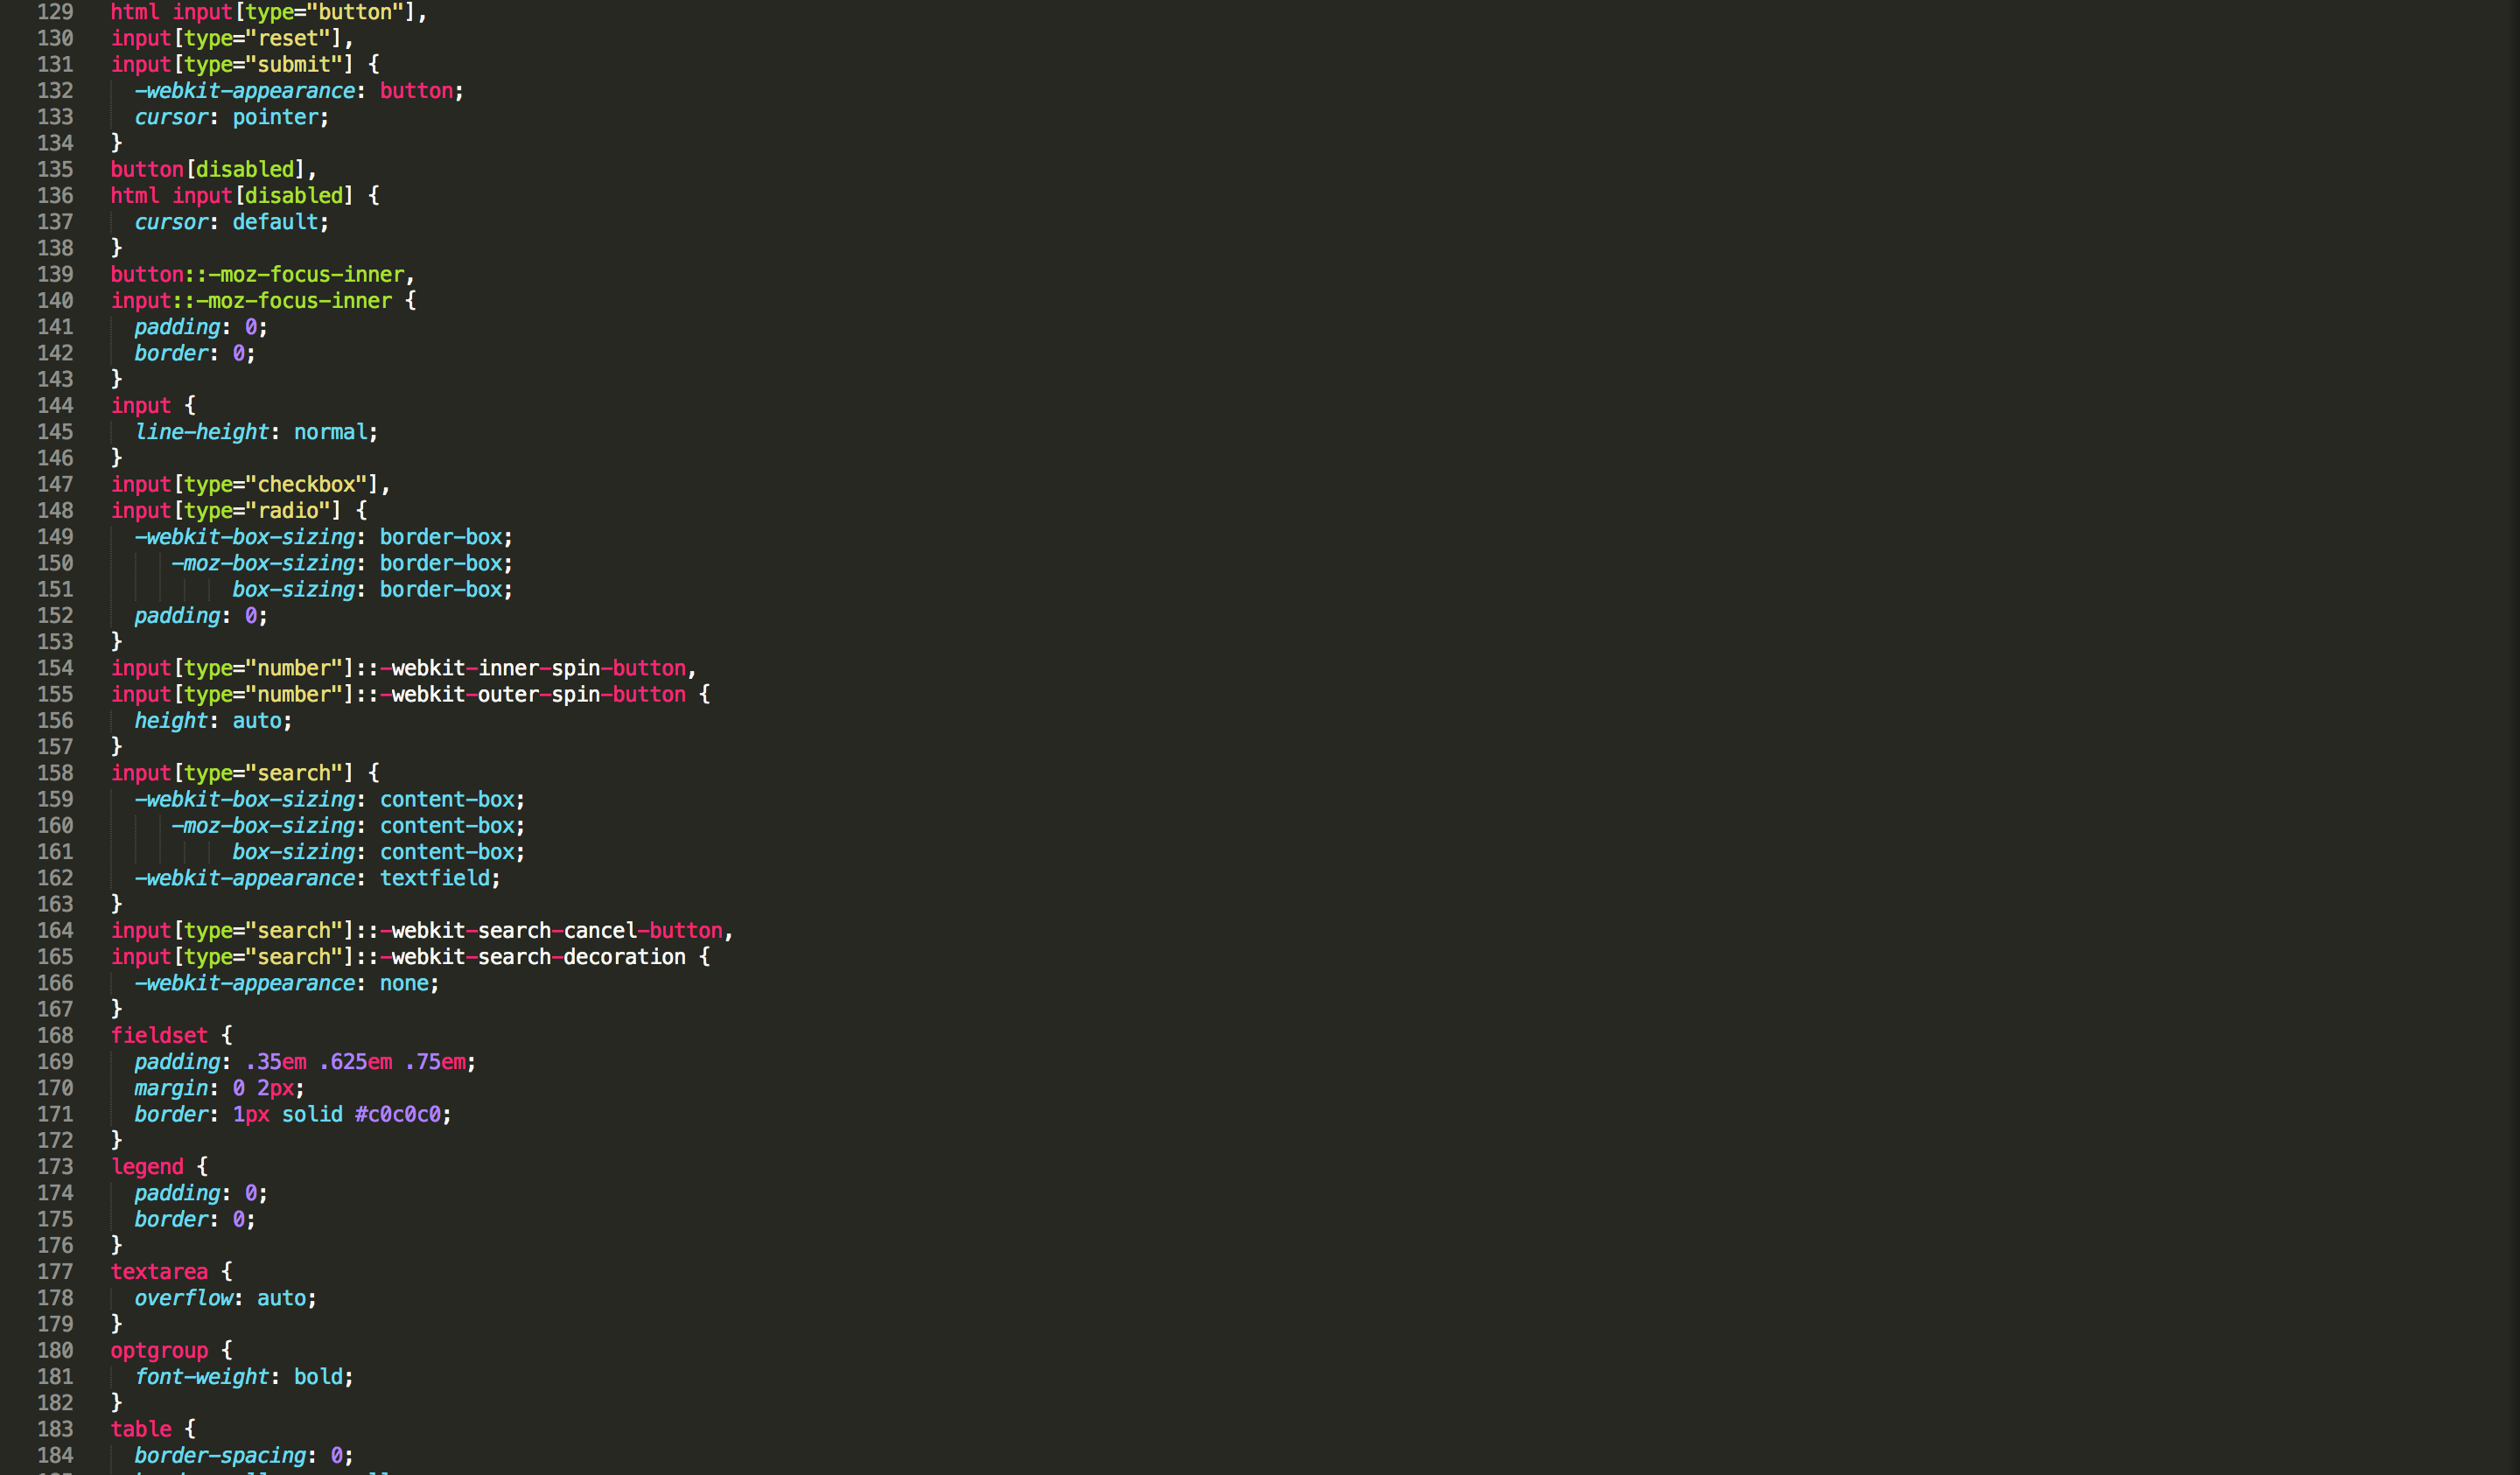 129 html input[type="button"],
130 input[type="reset"],
131 input[type="submit"] {
132   -webkit-appearance: button;
133   cursor: pointer;
134 }
135 button[disabled],
136 html input[disabled] {
137   cursor: default;
138 }
139 button::-moz-focus-inner,
140 input::-moz-focus-inner {
141   padding: 0;
142   border: 0;
143 }
144 input {
145   line-height: normal;
146 }
147 input[type="checkbox"],
148 input[type="radio"] {
149   -webkit-box-sizing: border-box;
150      -moz-box-sizing: border-box;
151           box-sizing: border-box;
152   padding: 0;
153 }
154 input[type="number"]::-webkit-inner-spin-button,
155 input[type="number"]::-webkit-outer-spin-button {
156   height: auto;
157 }
158 input[type="search"] {
159   -webkit-box-sizing: content-box;
160      -moz-box-sizing: content-box;
161           box-sizing: content-box;
162   -webkit-appearance: textfield;
163 }
164 input[type="search"]::-webkit-search-cancel-button,
165 input[type="search"]::-webkit-search-decoration {
166   -webkit-appearance: none;
167 }
168 fieldset {
169   padding: .35em .625em .75em;
170   margin: 0 2px;
171   border: 1px solid #c0c0c0;
172 }
173 legend {
174   padding: 0;
175   border: 0;
176 }
177 textarea {
178   overflow: auto;
179 }
180 optgroup {
181   font-weight: bold;
182 }
183 table {
184   border-spacing: 0;